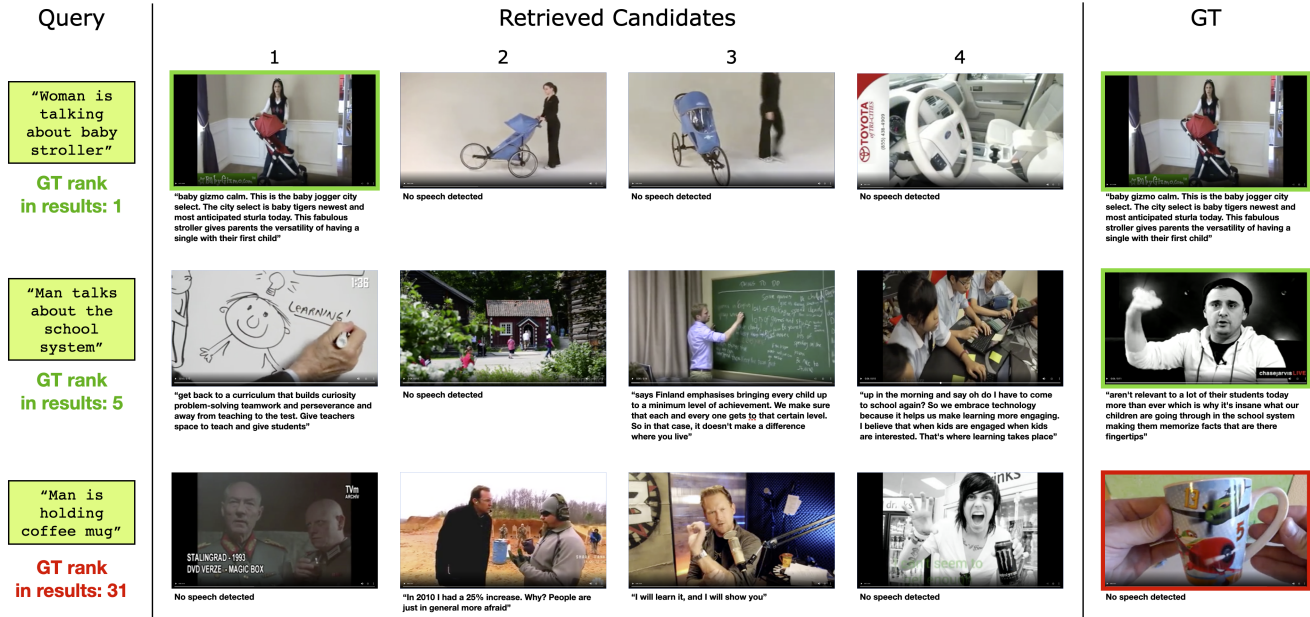 Query
Retrieved Candidates
GT
1
2
3
4
“Woman is
talking
about baby
stroller”
GT rank
in results: 1
BabyGizmo.com
“baby gizmo calm. This is the baby jogger city
select. The city select is baby tigers newest and
most anticipated sturla today. This fabulous
stroller gives parents the versatility of having a
single with their first child”
No speech detected
No speech detected
TOYOTA
of TRI-CITIES
No speech detected
BabyGizmo.com
“baby gizmo calm. This is the baby jogger city
select. The city select is baby tigers newest and
most anticipated sturla today. This fabulous
stroller gives parents the versatility of having a
single with their first child”
“Man talks
about the
school
system”
GT rank
in results: 5
1:36
LEARNING!
“get back to a curriculum that builds curiosity
problem-solving teamwork and perseverance and
away from teaching to the test. Give teachers
space to teach and give students”
No speech detected
“says Finland emphasises bringing every child up
to a minimum level of achievement. We make sure
that each and every one gets to that certain level.
So in that case, it doesn't make a difference
where you live”
“up in the morning and say oh do I have to come
to school again? So we embrace technology
because it helps us make learning more engaging.
I believe that when kids are engaged when kids
are interested. That's where learning takes place”
chasejarvisLIVE
“aren't relevant to a lot of their students today
more than ever which is why it's insane what our
children are going through in the school system
making them memorize facts that are there
fingertips”
“Man is
holding
coffee mug”
GT rank
in results: 31
TVm
ARCHÍV
STALINGRAD - 1993
DVD VERZE - MAGIC BOX
No speech detected
“In 2010 I had a 25% increase. Why? People are
just in general more afraid”
“I will learn it, and I will show you”
drinks
seem to
No speech detected
5
No speech detected